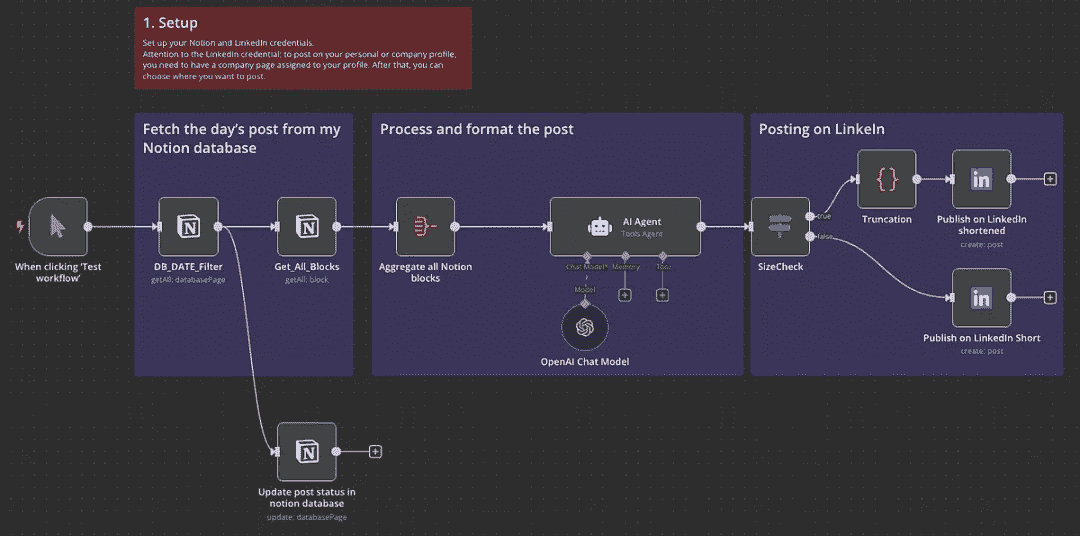 1. Setup
Set up your Notion and LinkedIn credentials.
Attention to the LinkedIn credential: to post on your personal or company profile,
you need to have a company page assigned to your profile. After that, you can
choose where you want to post.
Fetch the day's post from my
Notion database
Process and format the post
Posting on LinkeIn
When clicking 'Test
workflow'
DB_DATE_Filter
getAll: databasePage
Get_All_Blocks
getAll: block
Aggregate all Notion
blocks
AI Agent
Tools Agent
Chat Model*
Memory
Tool
Model
OpenAI Chat Model
SizeCheck
true
false
Truncation
Publish on LinkedIn
shortened
create: post
Publish on LinkedIn Short
create: post
Update post status in
notion database
update: databasePage